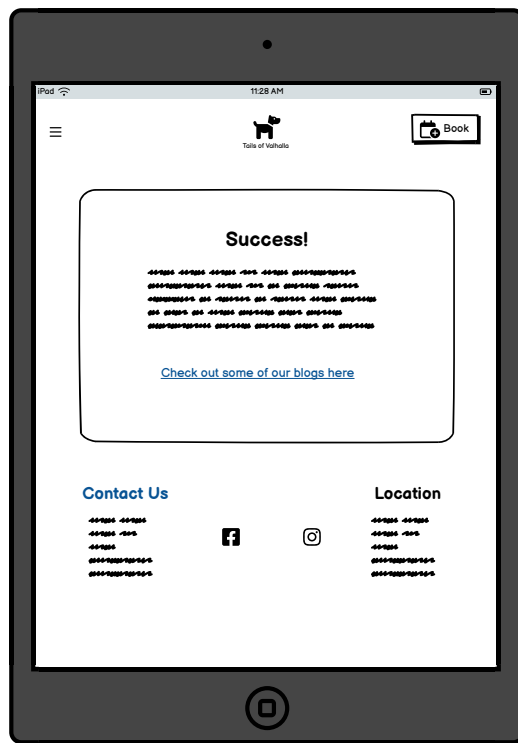 iPad
11:28 AM
Tails of Valhalla
Book
Success!
Check out some of our blogs here
Contact Us
Location